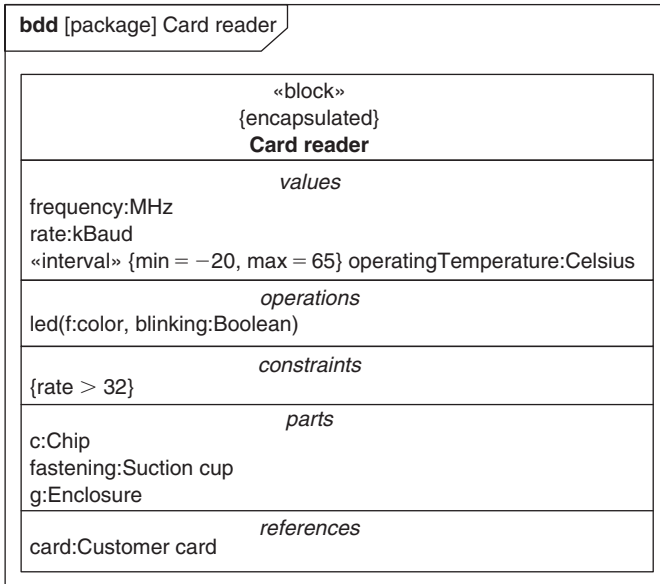 bdd [package] Card reader
«block»
{encapsulated}
Card reader
values
frequency:MHz
rate:kBaud
«interval» {min = −20, max = 65} operatingTemperature:Celsius
operations
led(f:color, blinking:Boolean)
constraints
{rate > 32}
parts
c:Chip
fastening:Suction cup
g:Enclosure
references
card:Customer card